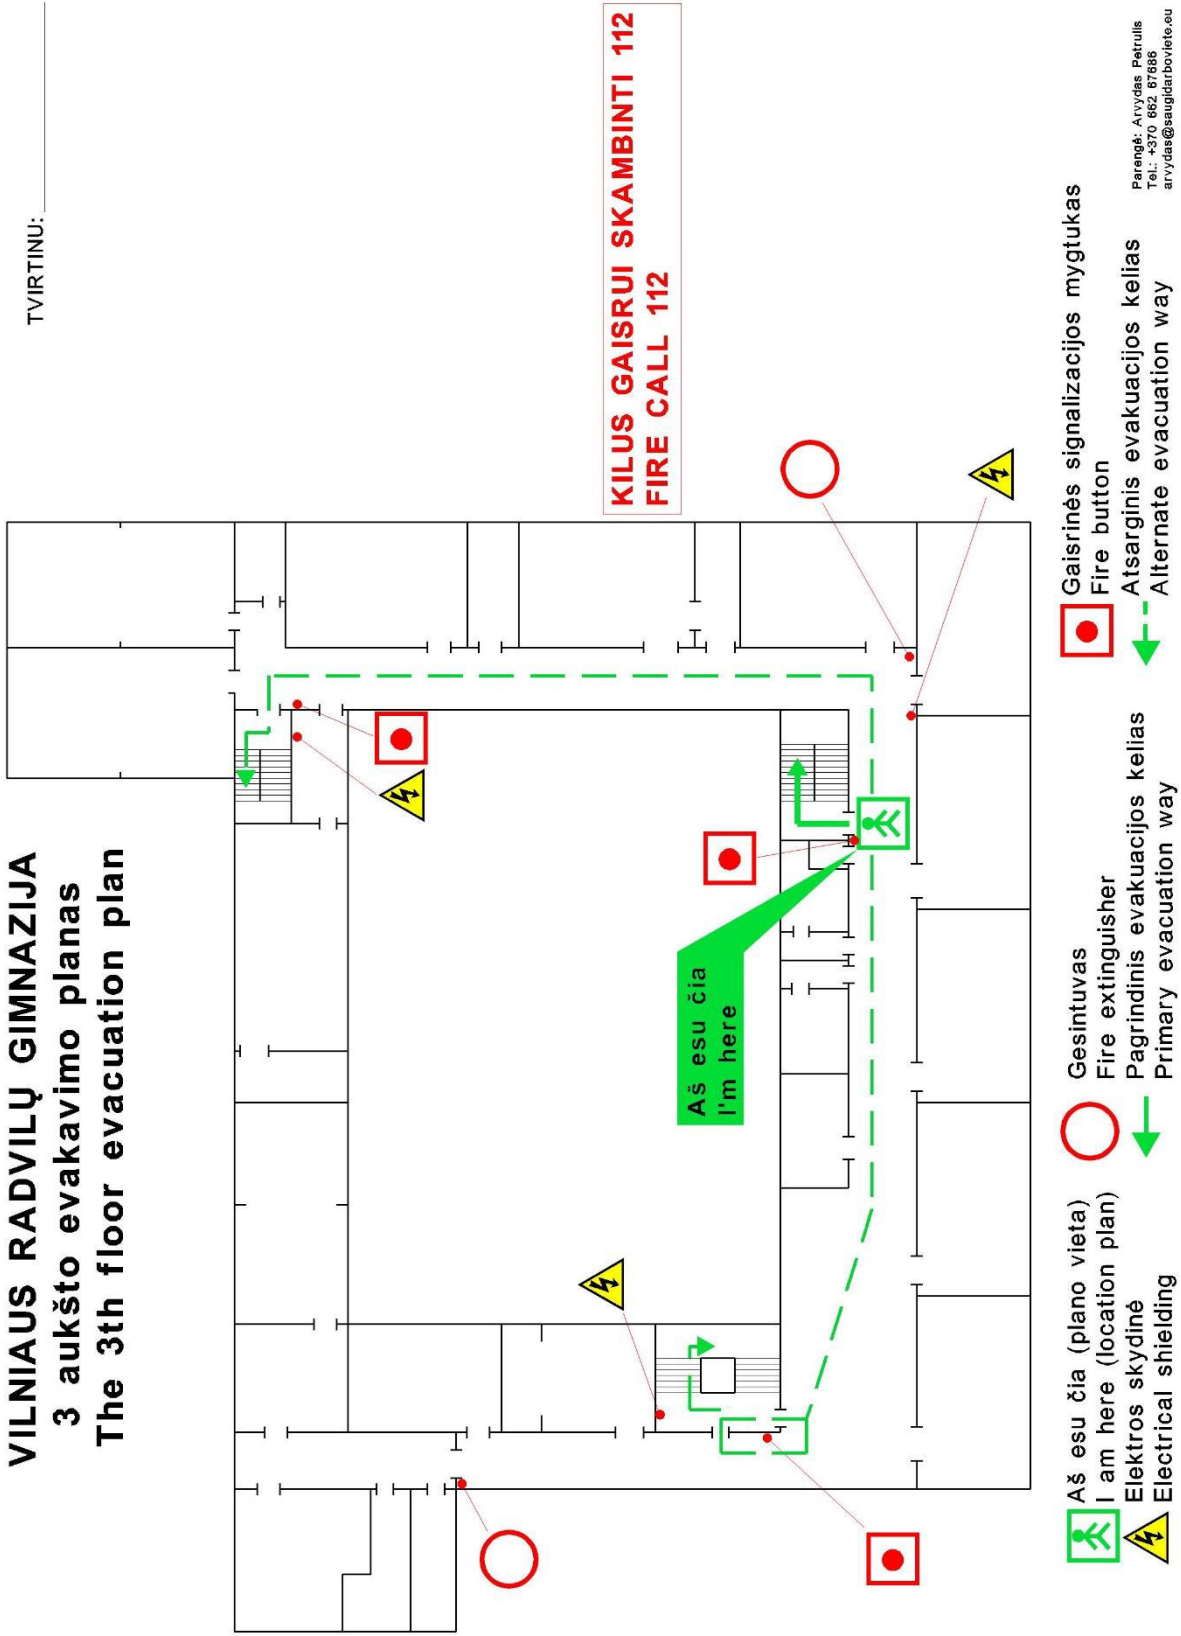 TVIRTINU:
VILNIAUS RADVILŲ GIMNAZIJA
3 aukšto evakavimo planas
The 3th floor evacuation plan
KILUS GAISRUI SKAMBINTI 112
FIRE CALL 112
Aš esu čia
I'm here
Aš esu čia (plano vieta)
I am here (location plan)
Elektros skydinė
Electrical shielding
Gesintuvas
Fire extinguisher
Pagrindinis evakuacijos kelias
Primary evacuation way
Gaisrinės signalizacijos mygtukas
Fire button
Atsarginis evakuacijos kelias
Alternate evacuation way
Parengė: Arvydas Petrulis
Tel.: +370 662 67686
arvydas@saugidarboviete.eu